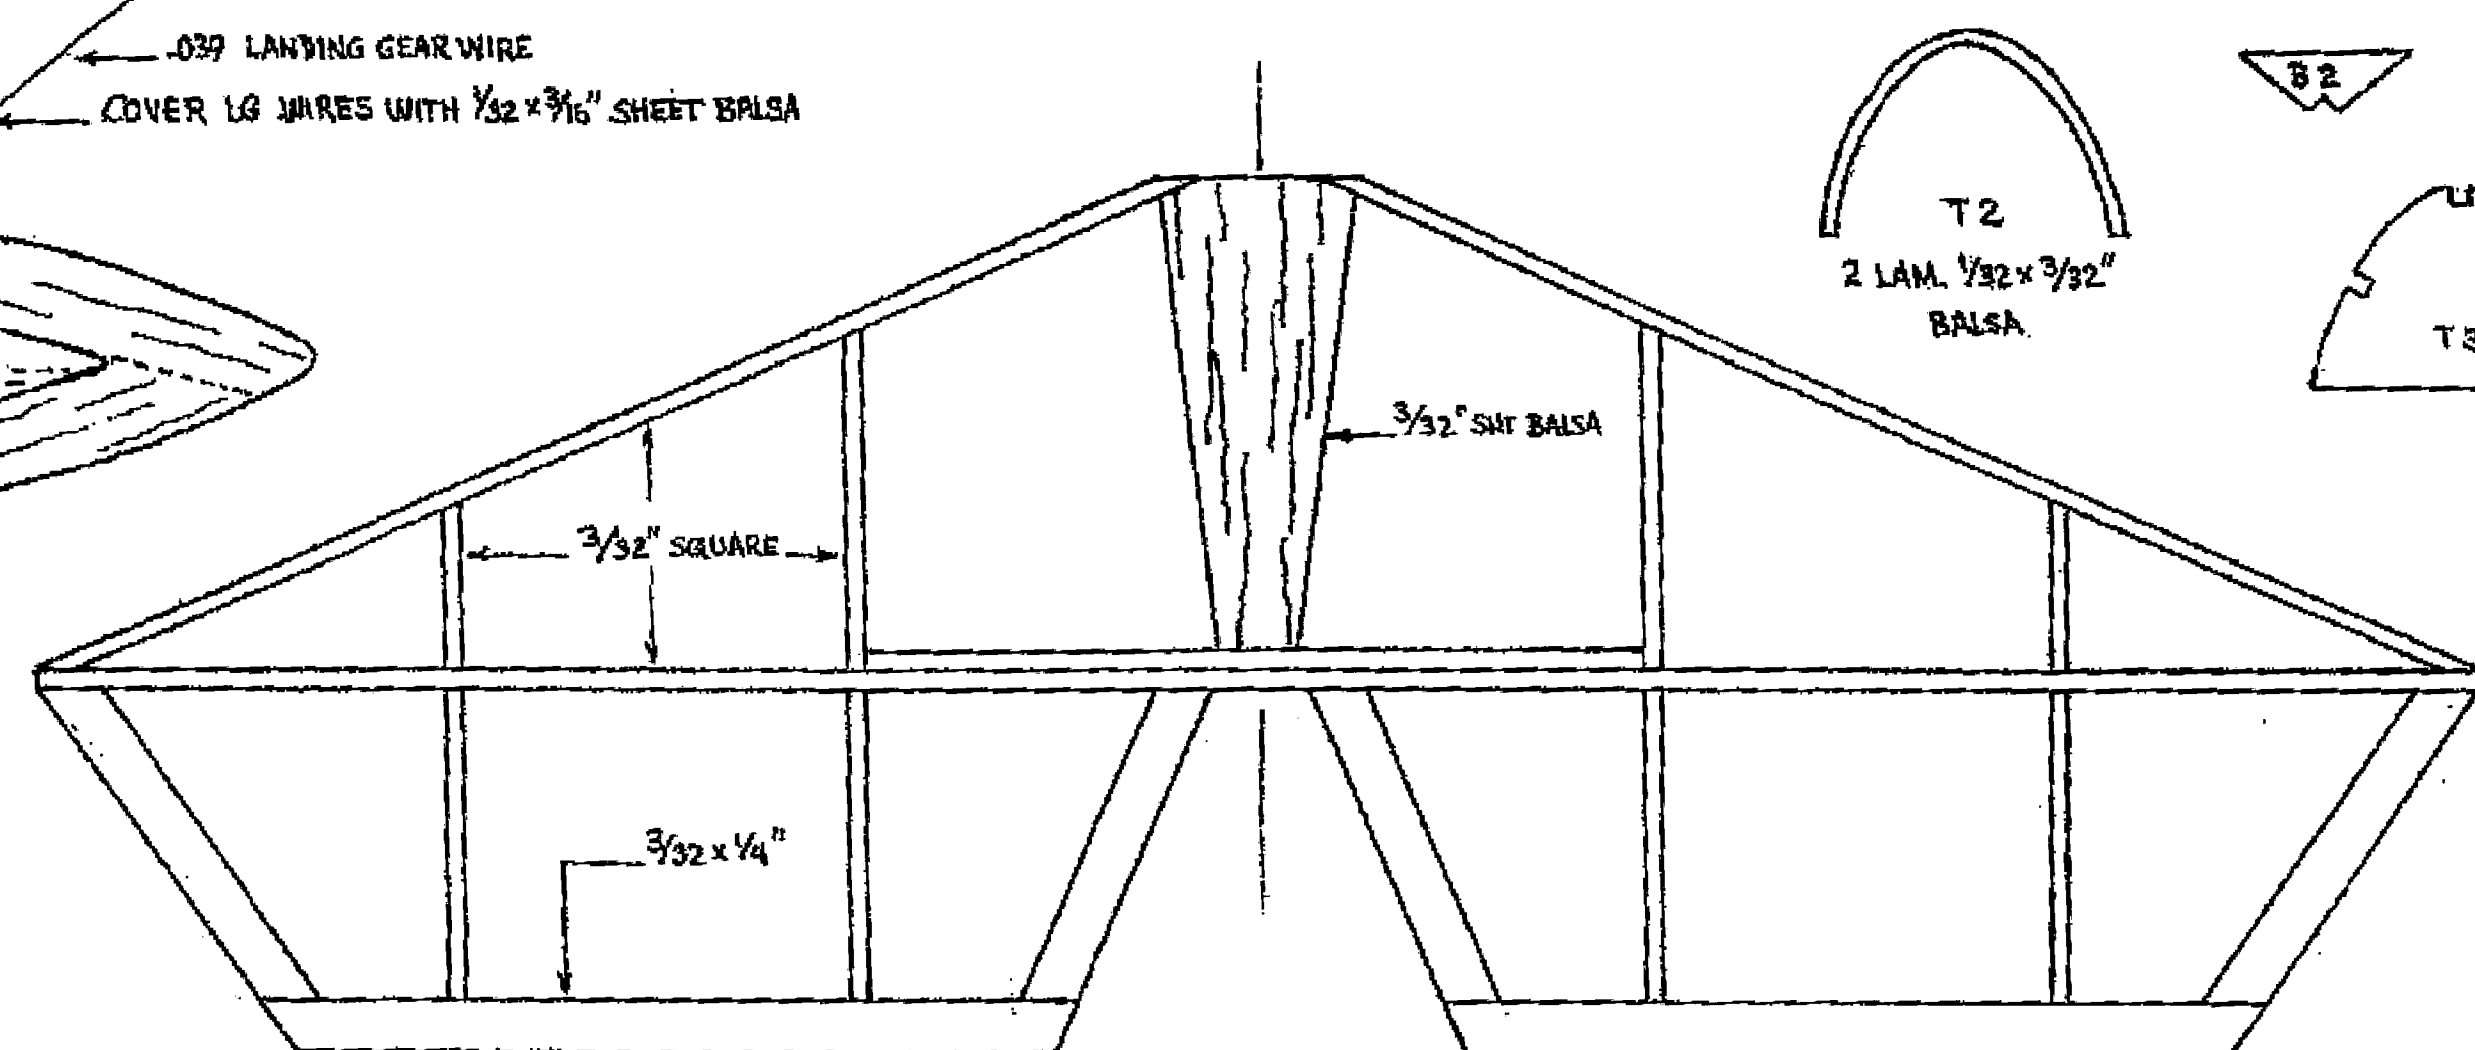 .039 LANDING GEAR WIRE
COVER LG WIRES WITH 1/32 x 3/16" SHEET BALSA
B2
T2
2 LAM. 1/32 x 3/32"
BALSA.
3/32" SHT BALSA
3/32" SQUARE
3/32 x 1/4"